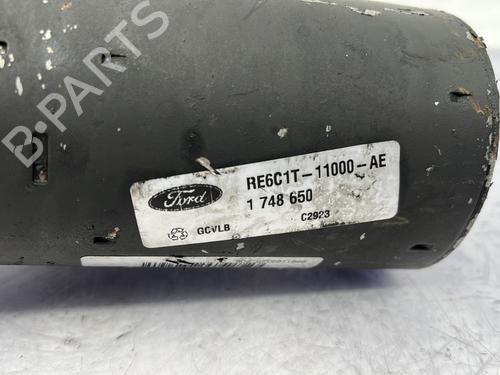 B-PARTS
Ford
RE6C1T-11000-AE
1 748 650
GCVLB
C2923